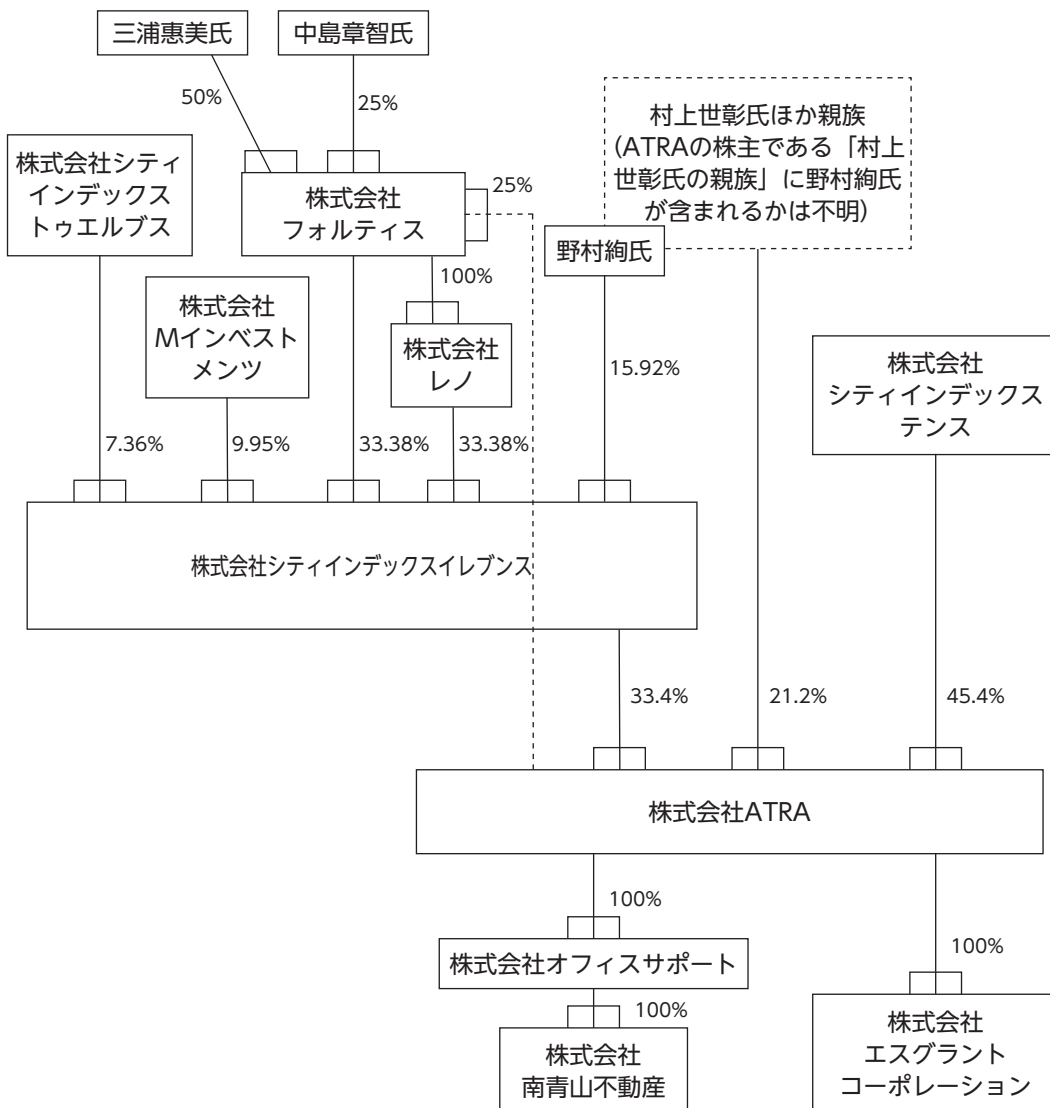 三浦惠美氏
中島章智氏
50%
25%
村上世彰氏ほか親族
(ATRAの株主である「村上
世彰氏の親族」に野村絢氏
が含まれるかは不明)
株式会社シティ
インデックス
トゥエルブス
株式会社
フォルティス
25%
野村絢氏
100%
株式会社
Mインベスト
メンツ
株式会社
レノ
15.92%
株式会社
シティインデックス
テンス
7.36%
9.95%
33.38%
33.38%
株式会社シティインデックスイレブンス
33.4%
21.2%
45.4%
株式会社ATRA
100%
株式会社オフィスサポート
100%
100%
株式会社
南青山不動産
株式会社
エスグラント
コーポレーション